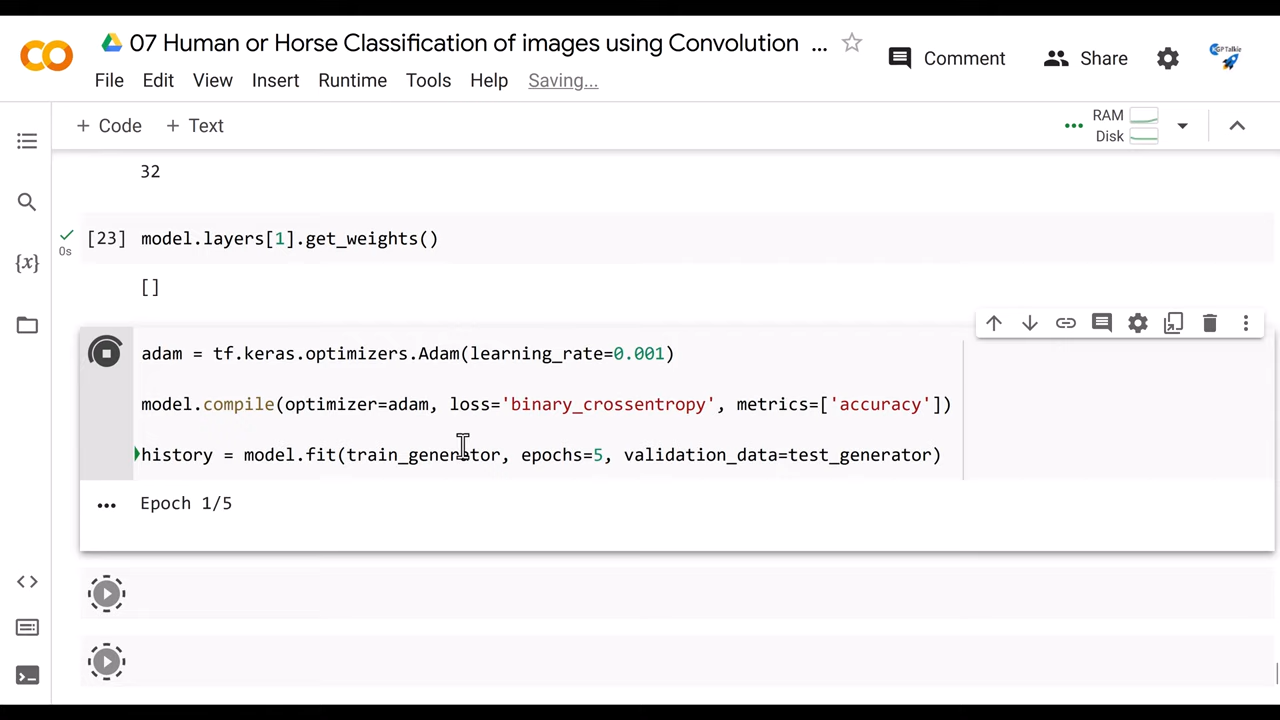 07 Human or Horse Classification of images using Convolution ...
File Edit View Insert Runtime Tools Help Saving...
Comment Share KGP Talkie
+ Code + Text
RAM
Disk
32
[23] model.layers[1].get_weights()
0s
{x}
[]
adam = tf.keras.optimizers.Adam(learning_rate=0.001)
model.compile(optimizer=adam, loss='binary_crossentropy', metrics=['accuracy'])
history = model.fit(train_generator, epochs=5, validation_data=test_generator)
Epoch 1/5